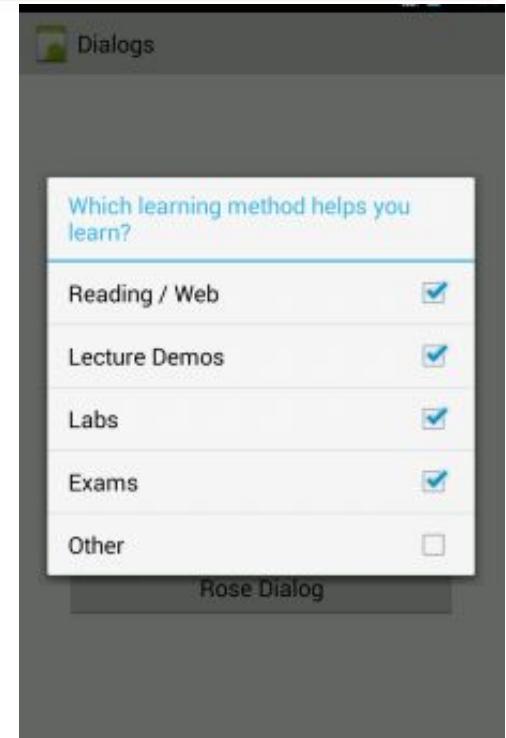 Dialogs
Which learning method helps you
learn?
Reading / Web
Lecture Demos
Labs
Exams
Other
Rose Dialog